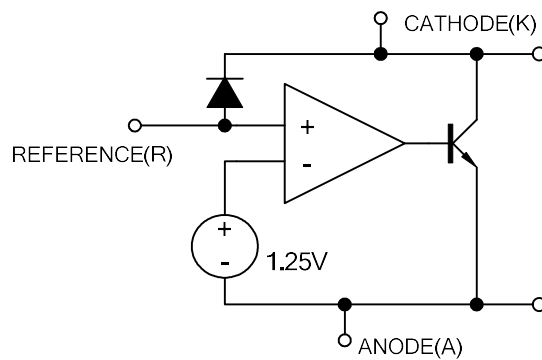 CATHODE(K)
+
REFERENCE(R)
-
+
-
1.25V
ANODE(A)